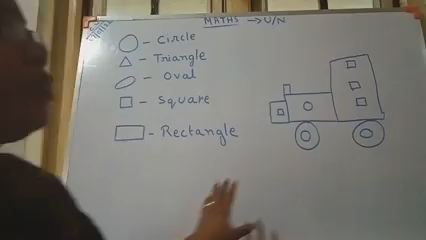 MATHS → U/N
- Circle
- Triangle
- Oval
- Square
- Rectangle